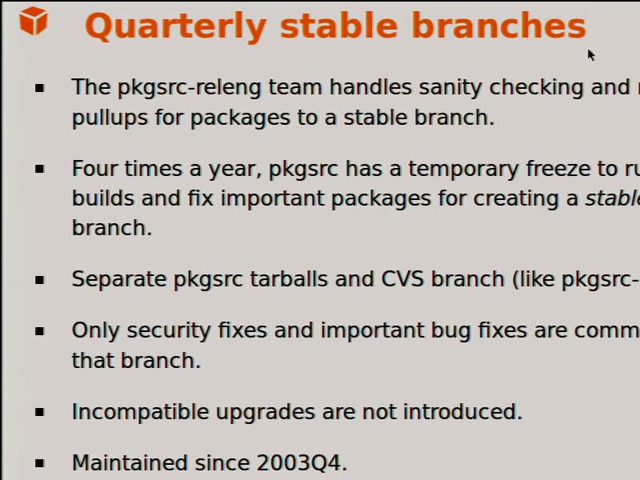 Quarterly stable branches
▪ The pkgsrc-releng team handles sanity checking and
pullups for packages to a stable branch.
▪ Four times a year, pkgsrc has a temporary freeze to
builds and fix important packages for creating a stable
branch.
▪ Separate pkgsrc tarballs and CVS branch (like pkgsrc-
▪ Only security fixes and important bug fixes are comm
that branch.
▪ Incompatible upgrades are not introduced.
▪ Maintained since 2003Q4.